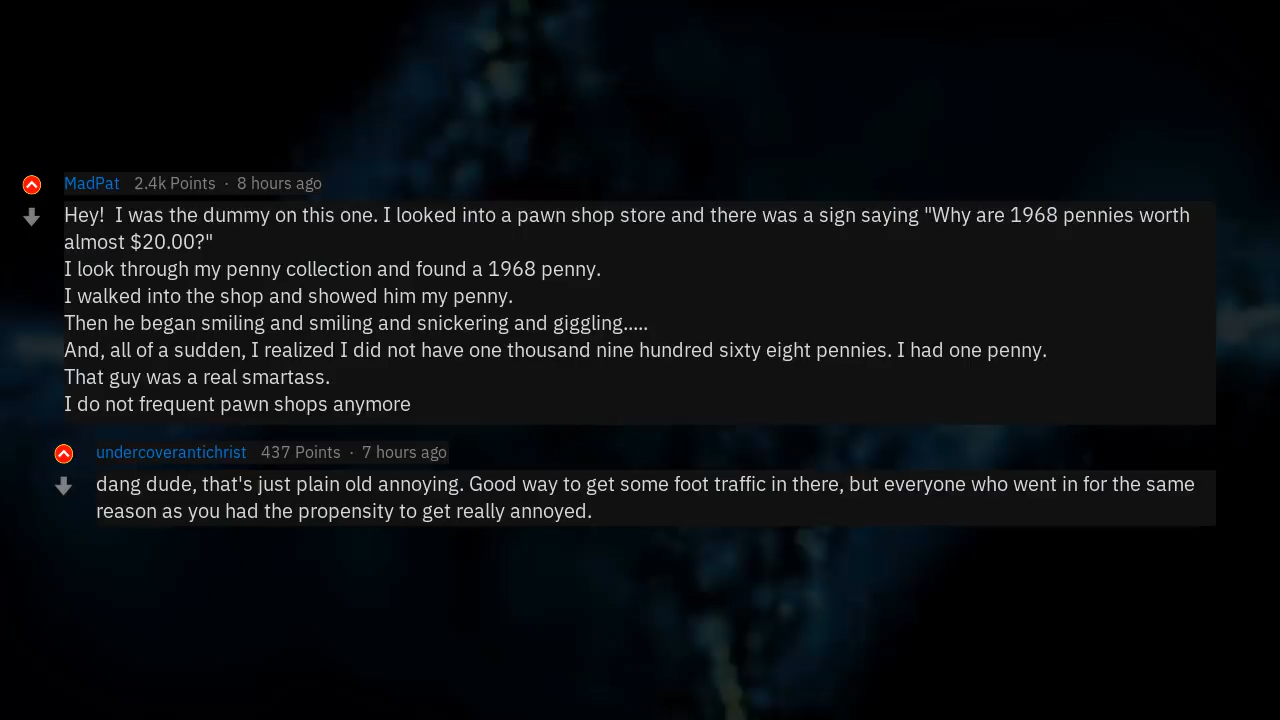 MadPat 2.4k Points · 8 hours ago
Hey!  I was the dummy on this one. I looked into a pawn shop store and there was a sign saying "Why are 1968 pennies worth
almost $20.00?"
I look through my penny collection and found a 1968 penny.
I walked into the shop and showed him my penny.
Then he began smiling and smiling and snickering and giggling.....
And, all of a sudden, I realized I did not have one thousand nine hundred sixty eight pennies. I had one penny.
That guy was a real smartass.
I do not frequent pawn shops anymore
undercoverantichrist 437 Points · 7 hours ago
dang dude, that's just plain old annoying. Good way to get some foot traffic in there, but everyone who went in for the same
reason as you had the propensity to get really annoyed.